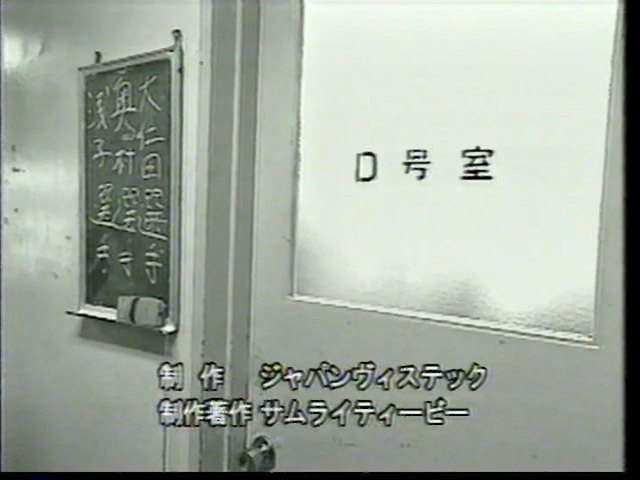 大仁田選手
奥村選手
浅子選手
D号室
制 作 ジャパンヴィステック
制作著作 サムライティービー